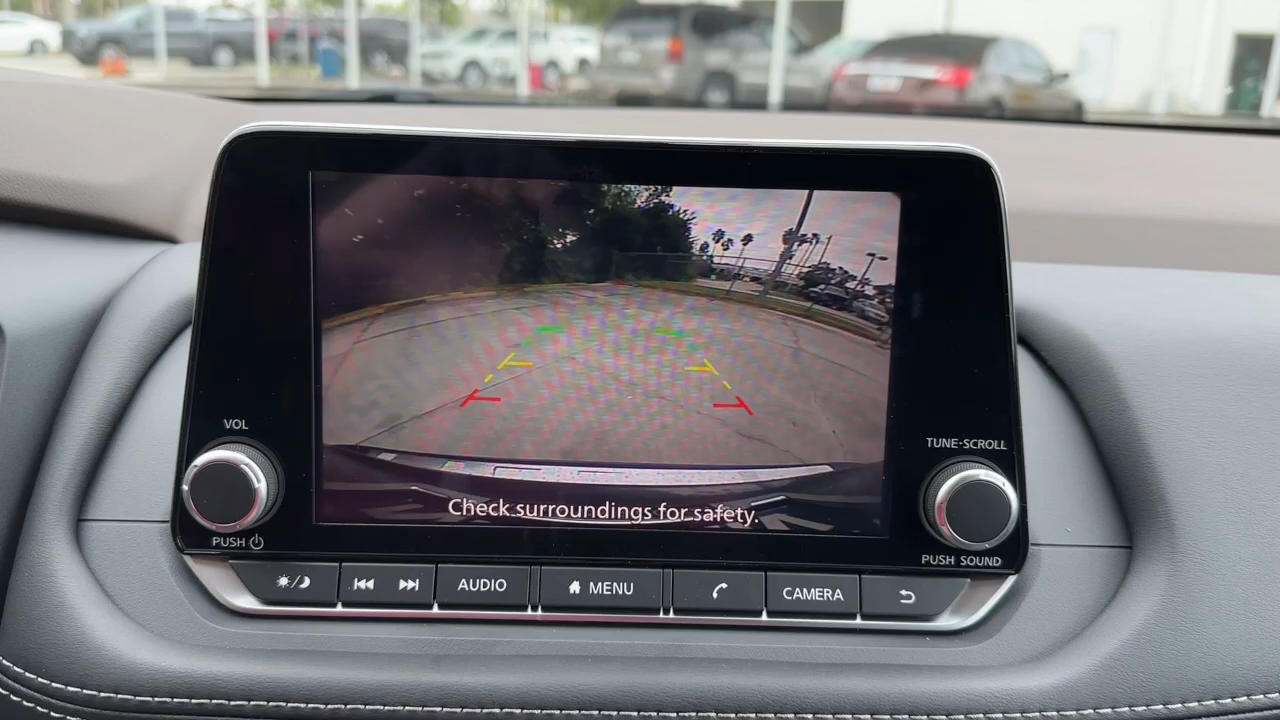 Check surroundings for safety.
VOL
PUSH
TUNE·SCROLL
PUSH SOUND
AUDIO
MENU
CAMERA